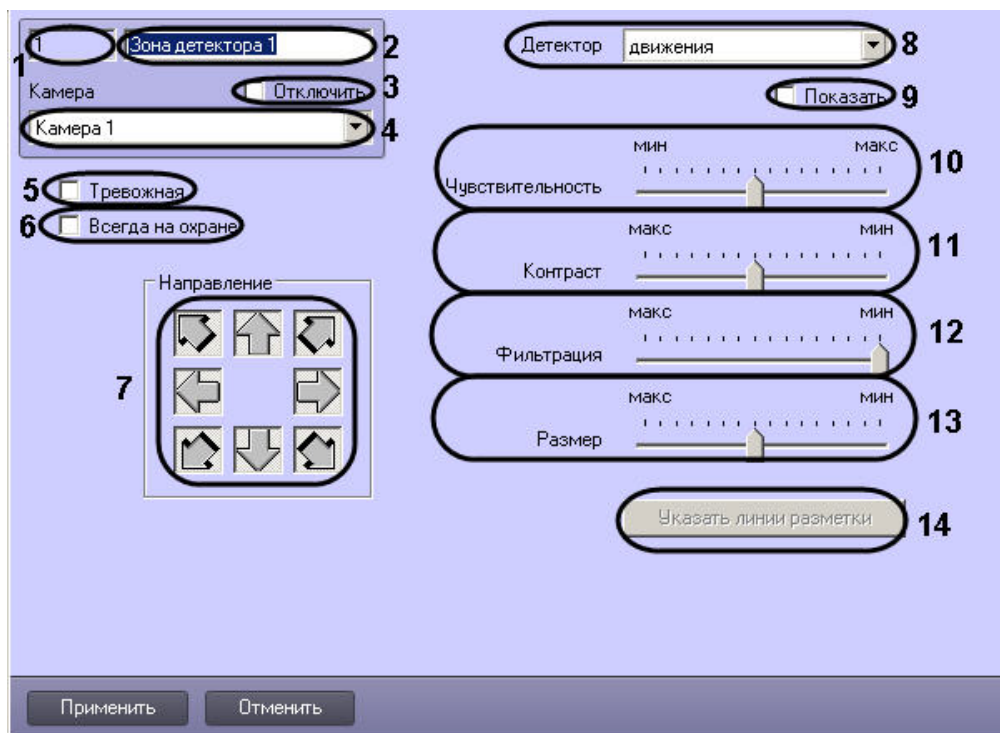 1 Зона детектора 1 2
1
Камера Отключить 3
Камера 1 4
5 Тревожная
6 Всегда на охране
Направление
7
Детектор движения 8
Показать 9
мин макс 10
Чувствительность
макс мин 11
Контраст
макс мин 12
Фильтрация
макс мин 13
Размер
Указать линии разметки 14
Применить Отменить